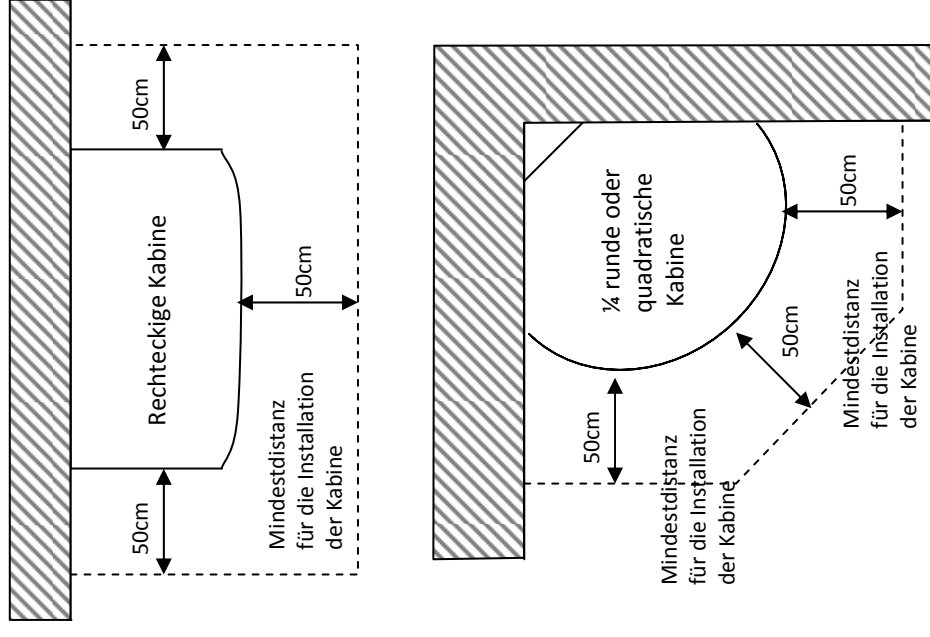 50cm
Rechteckige Kabine
50cm
50cm
Mindestdistanz
für die Installation
der Kabine
¼ runde oder
quadratische
Kabine
50cm
50cm
50cm
Mindestdistanz
für die Installation
der Kabine
Mindestdistanz
für die Installation
der Kabine